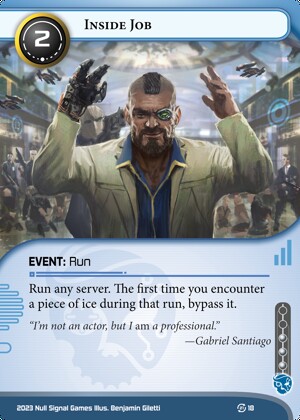 2
Inside Job
EVENT: Run
Run any server. The first time you encounter
a piece of ice during that run, bypass it.
“I’m not an actor, but I am a professional.”
—Gabriel Santiago
2023 Null Signal Games Illus. Benjamin Giletti
10